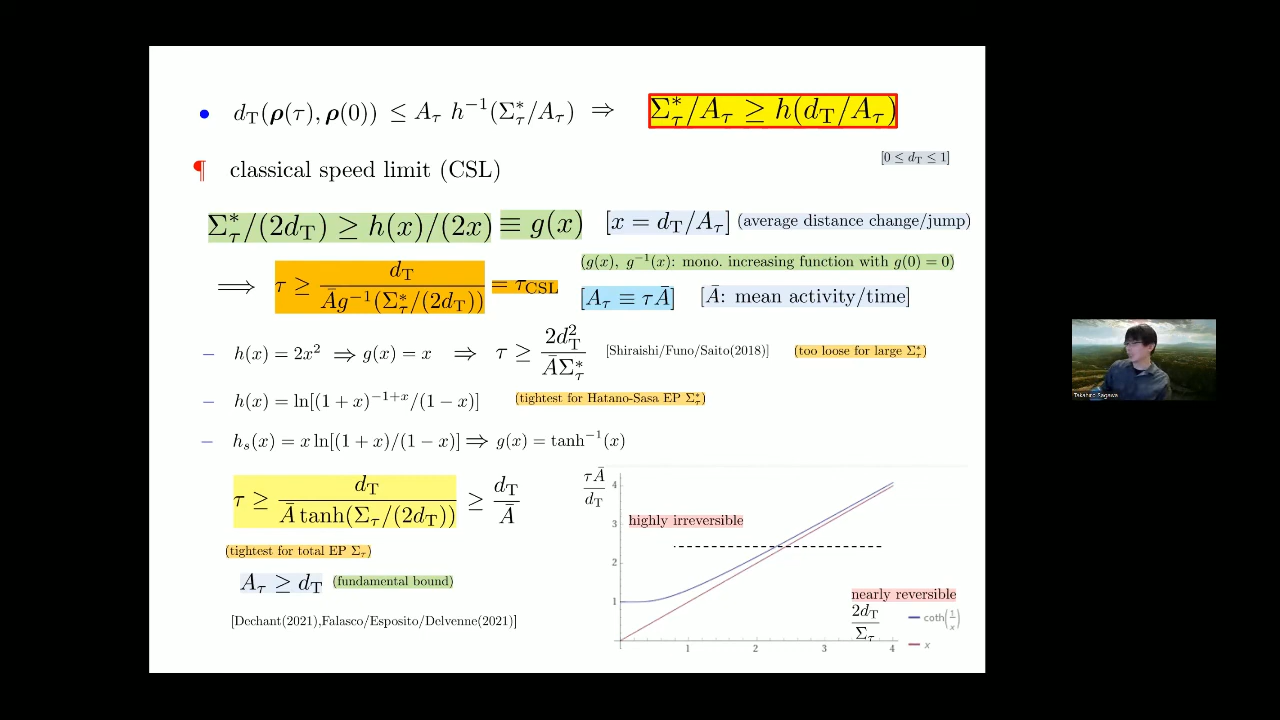 • d_T(ρ(τ), ρ(0)) ≤ A_τ h⁻¹(Σ*_τ/A_τ) ⇒ Σ*_τ/A_τ ≥ h(d_T/A_τ)
[0 ≤ d_T ≤ 1]
¶ classical speed limit (CSL)
Σ*_τ/(2d_T) ≥ h(x)/(2x) ≡ g(x) [x = d_T/A_τ] (average distance change/jump)
(g(x), g⁻¹(x): mono. increasing function with g(0) = 0)
⟹ τ ≥ d_T / (Āg⁻¹(Σ*_τ/(2d_T))) = τ_CSL [A_τ ≡ τĀ] [Ā: mean activity/time]
– h(x) = 2x² ⇒ g(x) = x ⇒ τ ≥ 2d_T² / (ĀΣ*_τ) [Shiraishi/Funo/Saito(2018)] (too loose for large Σ*_τ)
– h(x) = ln[(1 + x)^(−1+x)/(1 − x)] (tightest for Hatano-Sasa EP Σ*_τ)
– h_s(x) = x ln[(1 + x)/(1 − x)] ⇒ g(x) = tanh⁻¹(x)
τ ≥ d_T / (Ā tanh(Σ_τ/(2d_T))) ≥ d_T / Ā
(tightest for total EP Σ_τ)
A_τ ≥ d_T (fundamental bound)
[Dechant(2021),Falasco/Esposito/Delvenne(2021)]
τĀ / d_T
4
3
2
1
highly irreversible
nearly reversible
2d_T / Σ_τ
coth(1/x)
x
1 2 3 4
Takahiro Sagawa